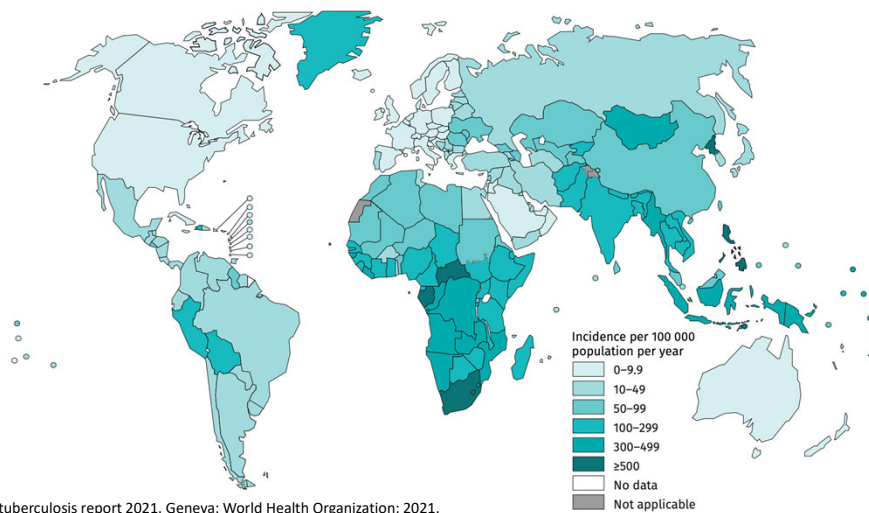 Incidence per 100 000
population per year
0–9.9
10–49
50–99
100–299
300–499
≥500
No data
Not applicable
tuberculosis report 2021. Geneva: World Health Organization; 2021.